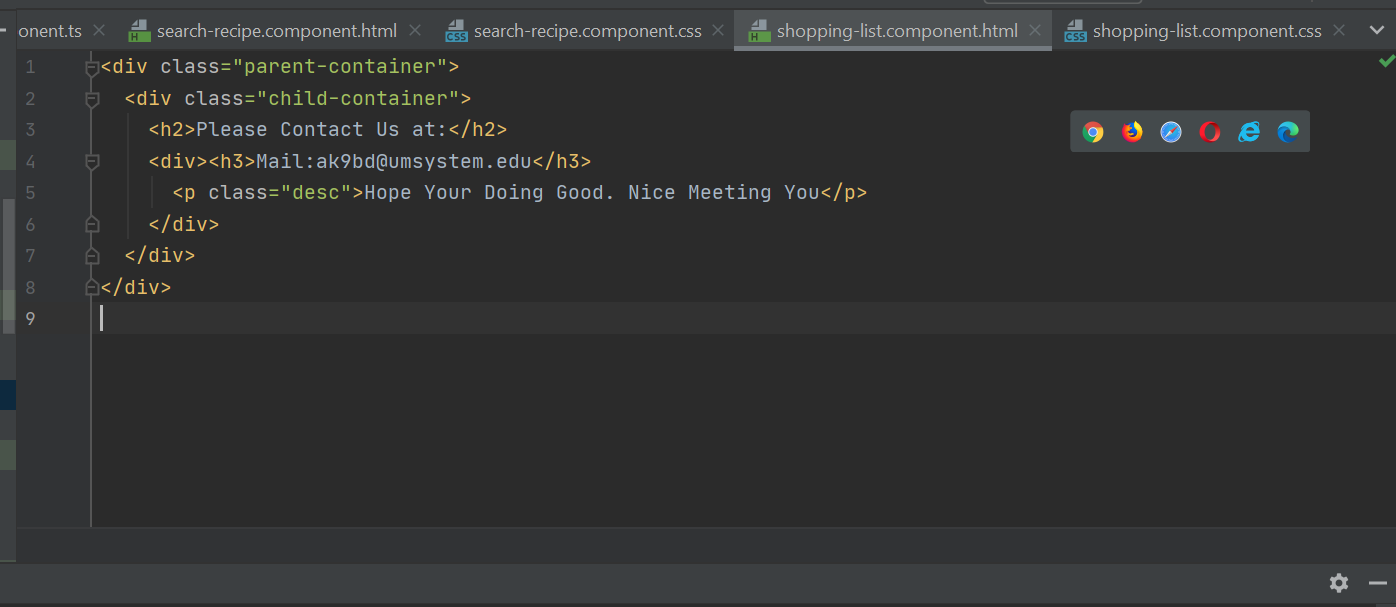 onent.ts search-recipe.component.html search-recipe.component.css shopping-list.component.html shopping-list.component.css
1 <div class="parent-container">
2 <div class="child-container">
3 <h2>Please Contact Us at:</h2>
4 <div><h3>Mail:ak9bd@umsystem.edu</h3>
5 <p class="desc">Hope Your Doing Good. Nice Meeting You</p>
6 </div>
7 </div>
8 </div>
9